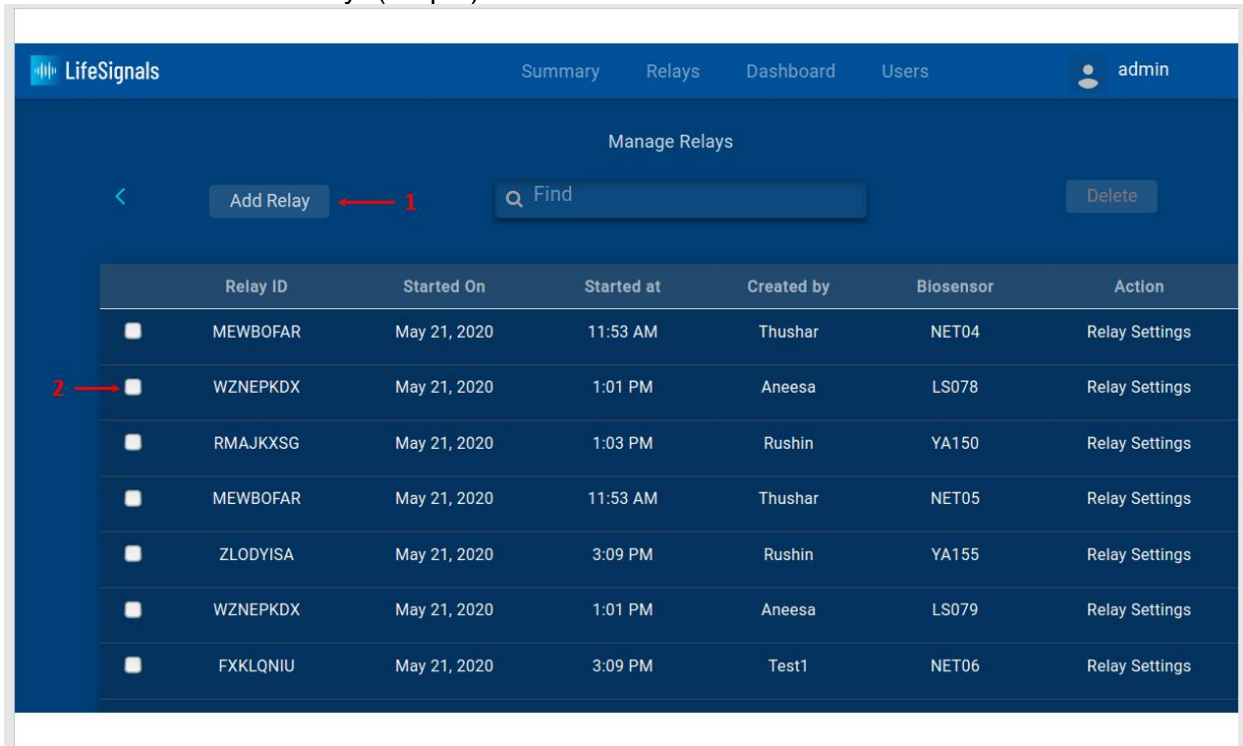 LifeSignals Summary Relays Dashboard Users admin
Manage Relays
Add Relay 1 Find Delete
Relay ID Started On Started at Created by Biosensor Action
MEWBOFAR May 21, 2020 11:53 AM Thushar NET04 Relay Settings
2 WZNEPKDX May 21, 2020 1:01 PM Aneesa LS078 Relay Settings
RMAJKXSG May 21, 2020 1:03 PM Rushin YA150 Relay Settings
MEWBOFAR May 21, 2020 11:53 AM Thushar NET05 Relay Settings
ZLODYISA May 21, 2020 3:09 PM Rushin YA155 Relay Settings
WZNEPKDX May 21, 2020 1:01 PM Aneesa LS079 Relay Settings
FXKLQNIU May 21, 2020 3:09 PM Test1 NET06 Relay Settings